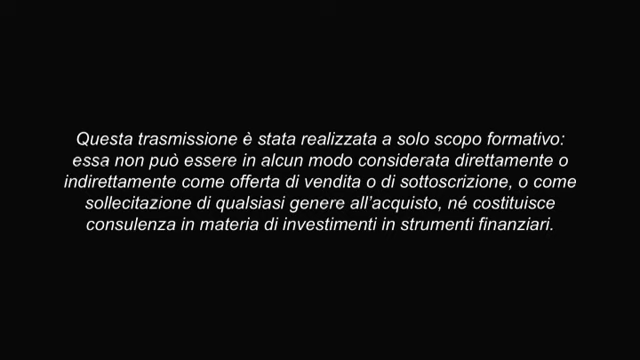 Questa trasmissione è stata realizzata a solo scopo formativo:
essa non può essere in alcun modo considerata direttamente o
indirettamente come offerta di vendita o di sottoscrizione, o come
sollecitazione di qualsiasi genere all'acquisto, né costituisce
consulenza in materia di investimenti in strumenti finanziari.